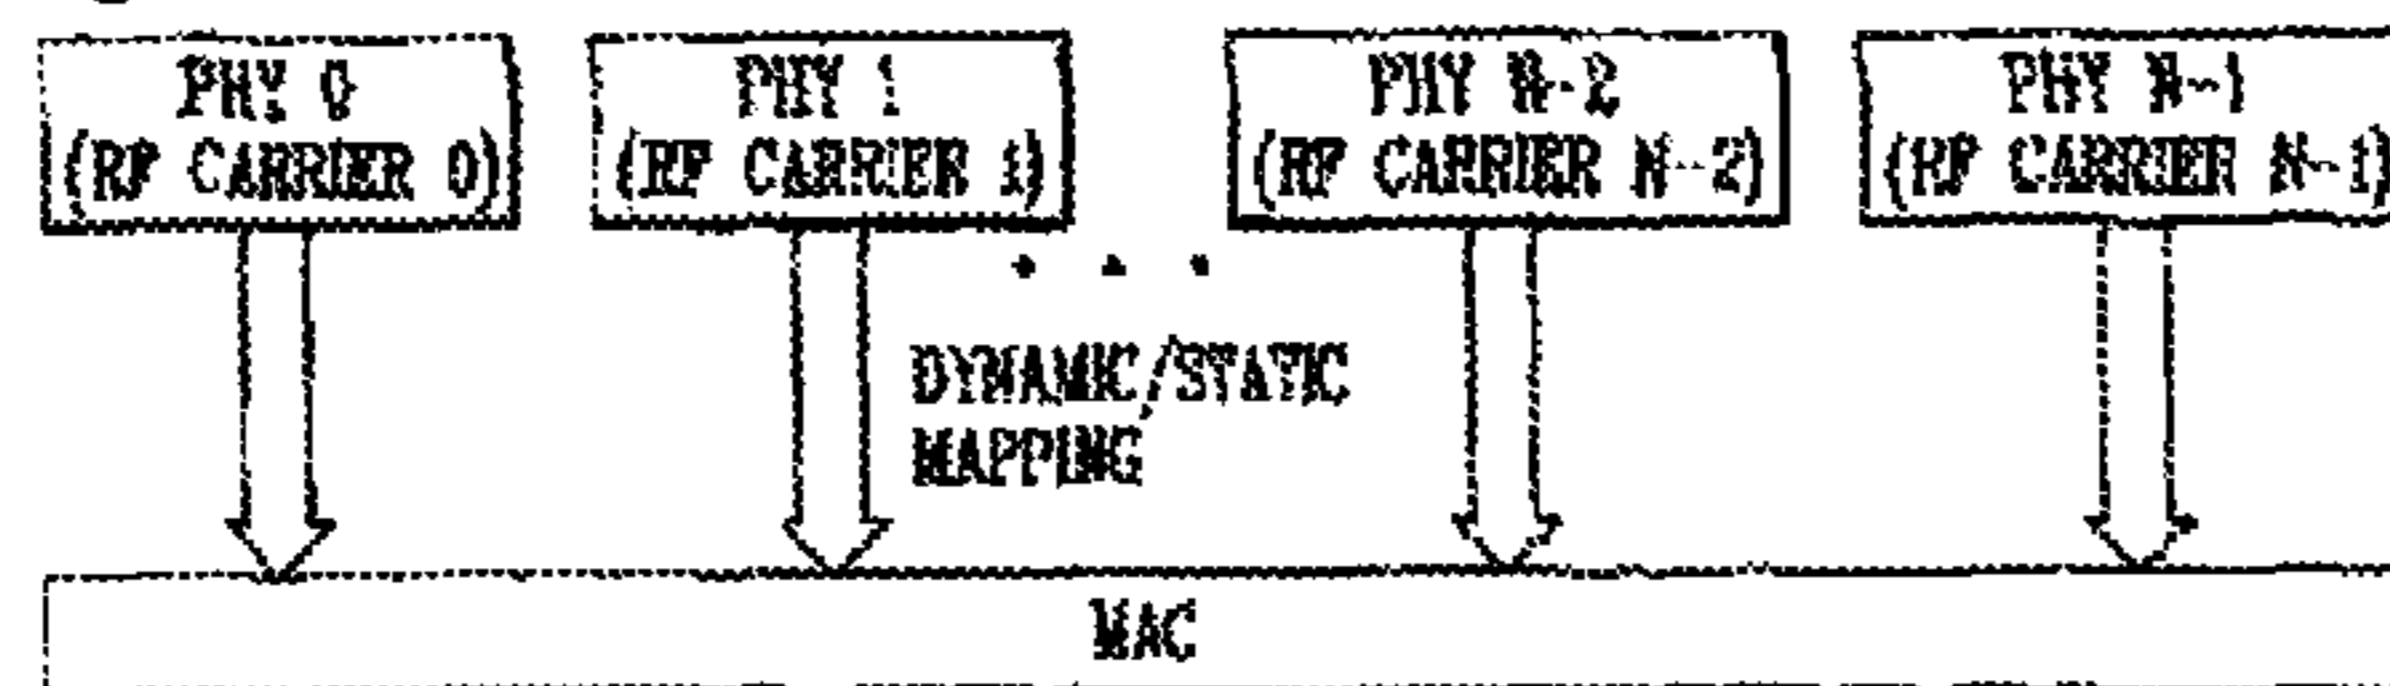 PHY 0
(RF CARRIER 0)
PHY 1
(RF CARRIER 1)
PHY N-2
(RF CARRIER N-2)
PHY N-1
(RF CARRIER N-1)
DYNAMIC/STATIC
MAPPING
MAC